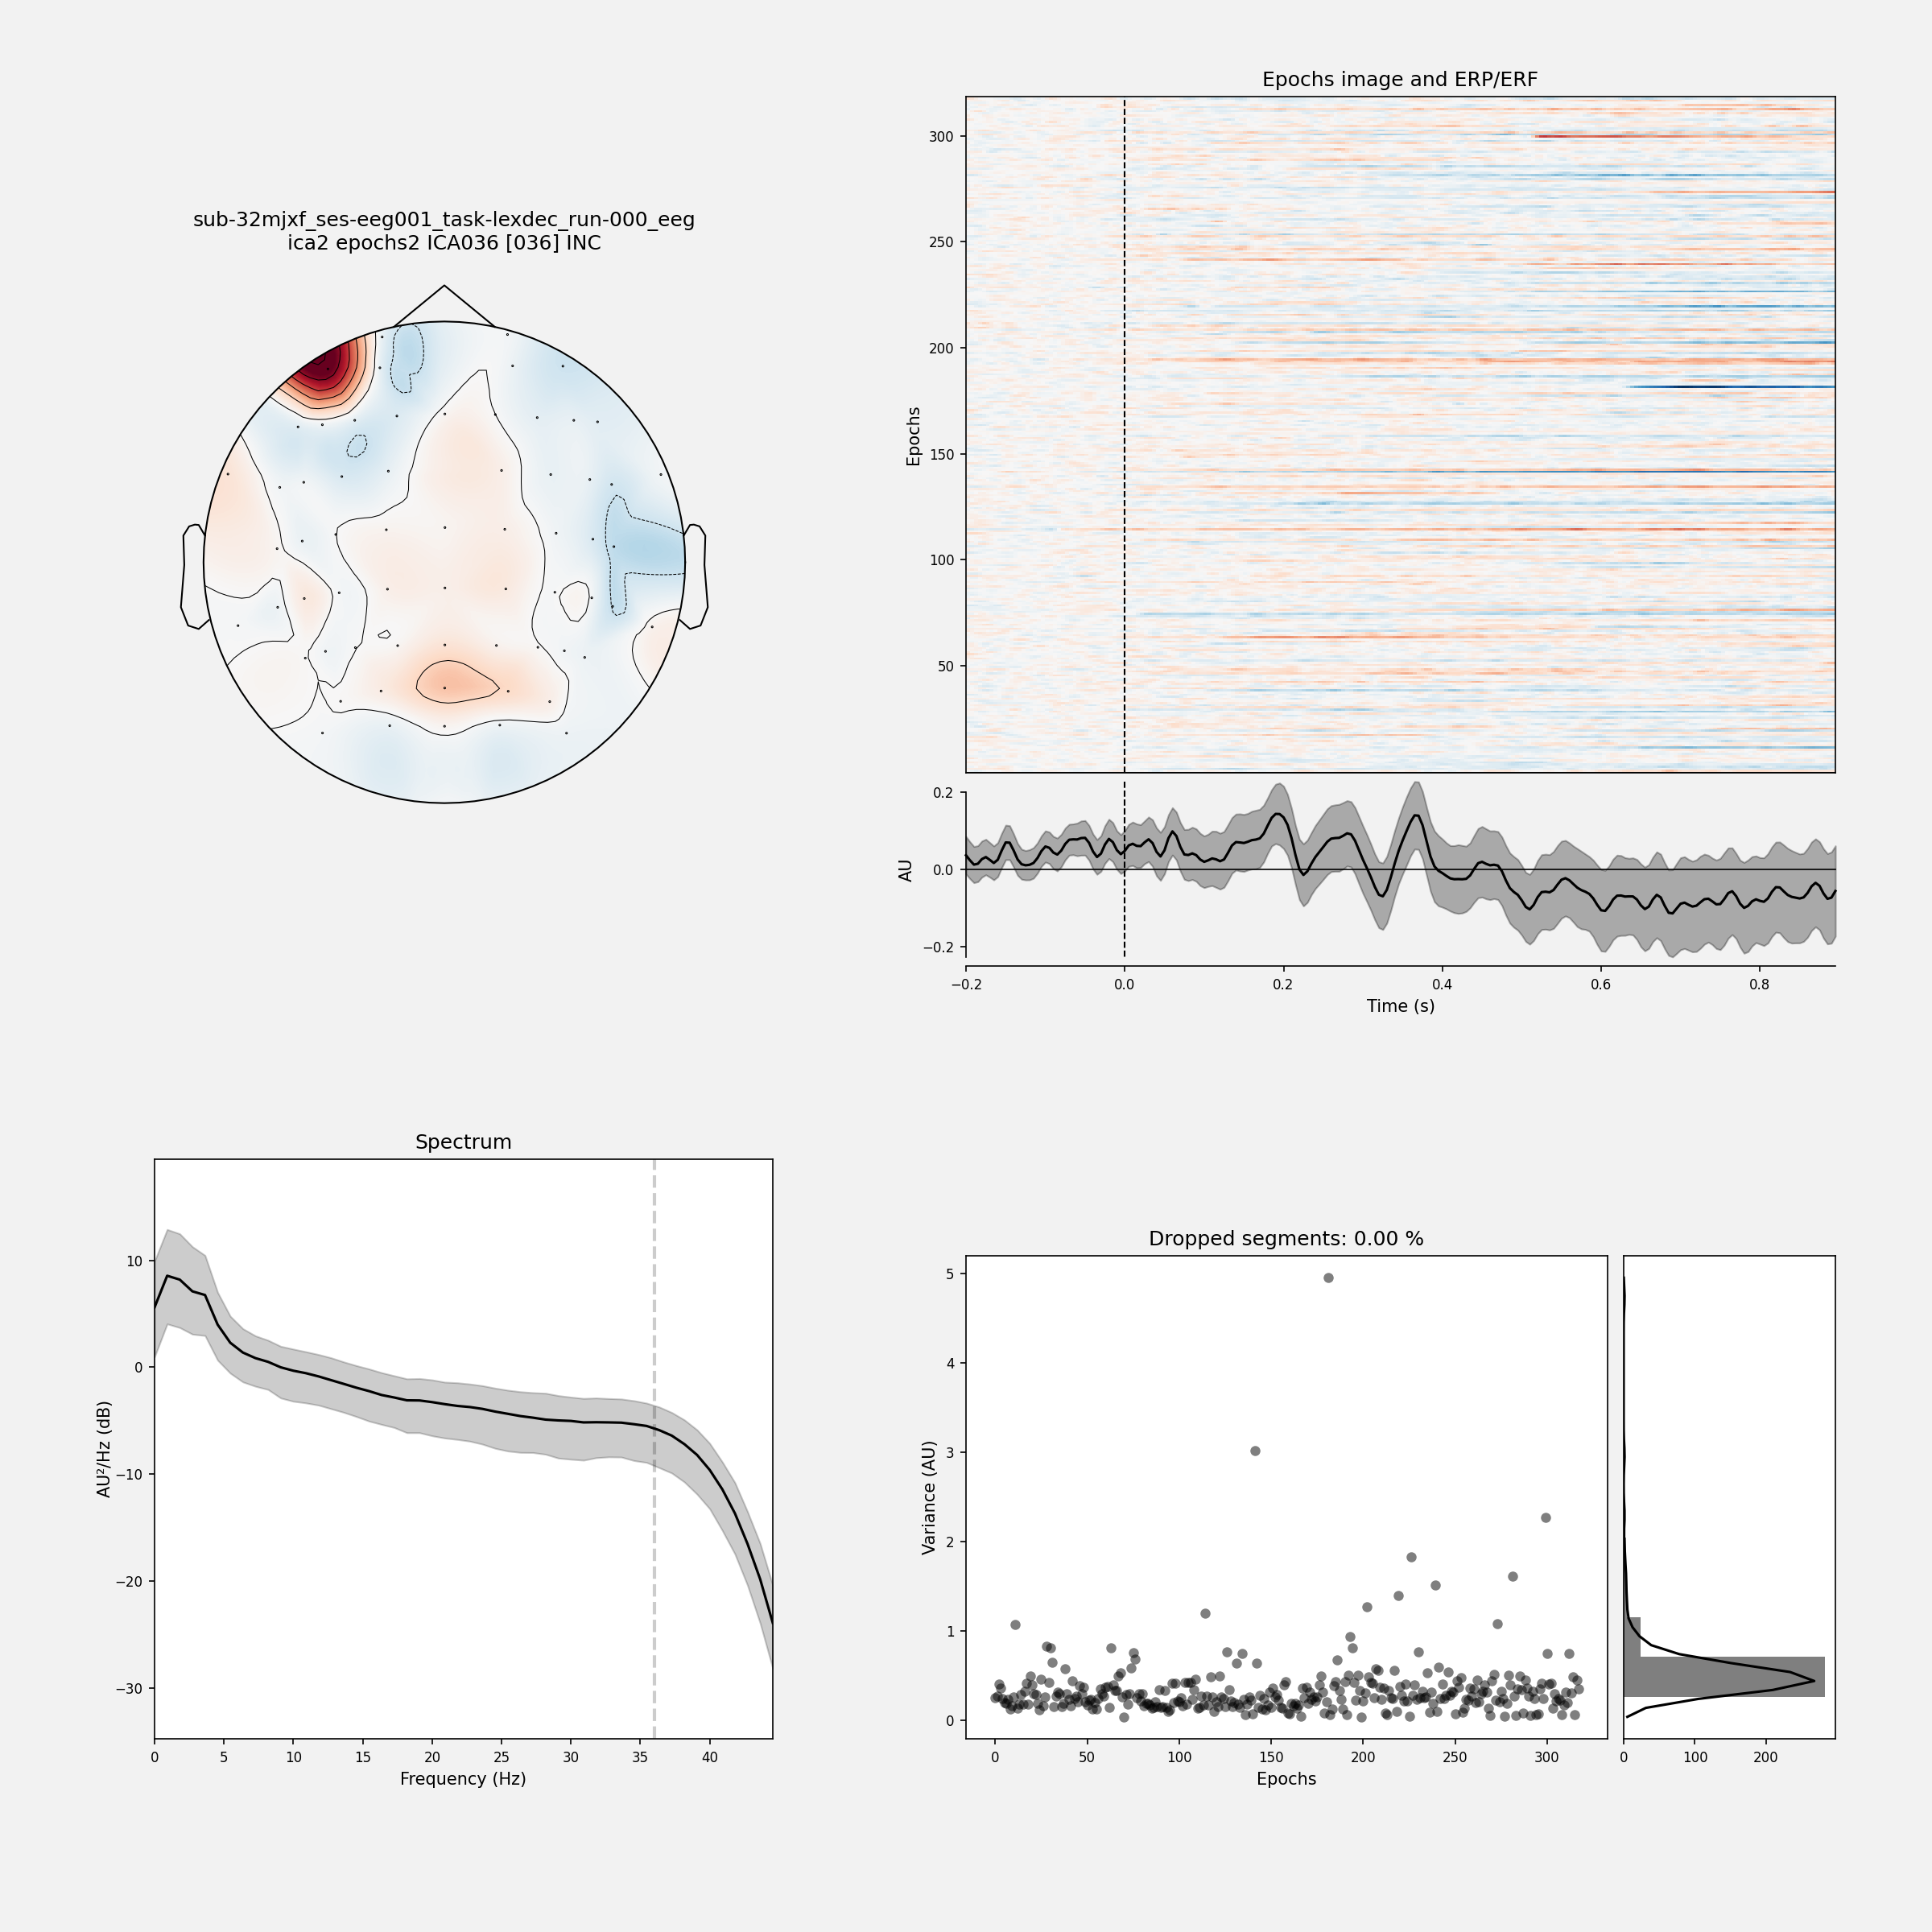 sub-32mjxf_ses-eeg001_task-lexdec_run-000_eeg
ica2 epochs2 ICA036 [036] INC
Epochs image and ERP/ERF
Epochs
300
250
200
150
100
50
AU
0.2
0.0
−0.2
−0.2 0.0 0.2 0.4 0.6 0.8
Time (s)
Spectrum
AU²/Hz (dB)
10
0
−10
−20
−30
0 5 10 15 20 25 30 35 40
Frequency (Hz)
Dropped segments: 0.00 %
Variance (AU)
5
4
3
2
1
0
0 50 100 150 200 250 300
Epochs
0 100 200